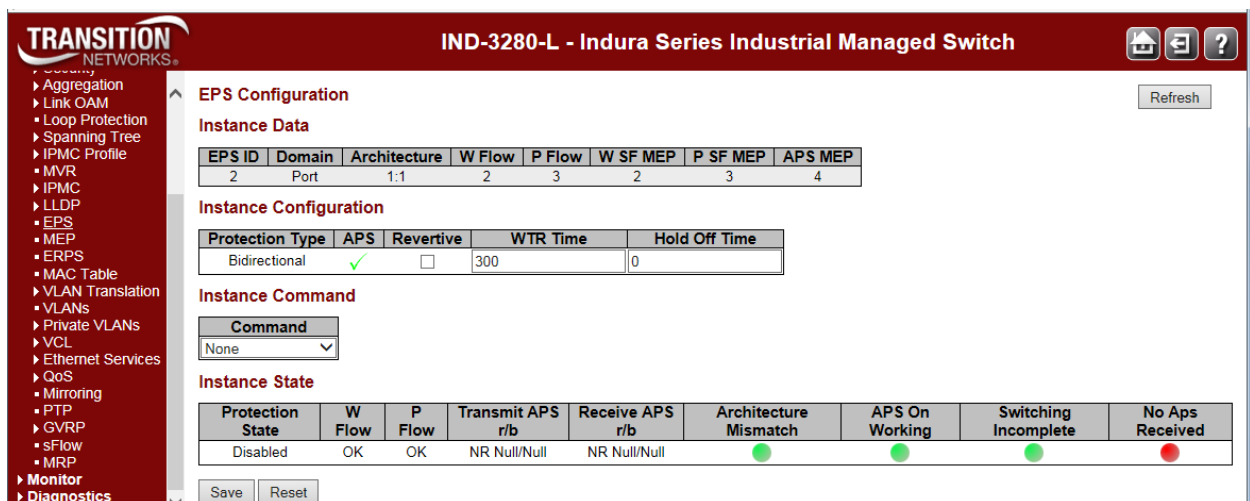 TRANSITION
NETWORKS®
IND-3280-L - Indura Series Industrial Managed Switch
Aggregation
Link OAM
Loop Protection
Spanning Tree
IPMC Profile
MVR
IPMC
LLDP
EPS
MEP
ERPS
MAC Table
VLAN Translation
VLANs
Private VLANs
VCL
Ethernet Services
QoS
Mirroring
PTP
GVRP
sFlow
MRP
Monitor
Diagnostics
EPS Configuration
Refresh
Instance Data
EPS ID Domain Architecture W Flow P Flow W SF MEP P SF MEP APS MEP
2 Port 1:1 2 3 2 3 4
Instance Configuration
Protection Type APS Revertive WTR Time Hold Off Time
Bidirectional 300 0
Instance Command
Command
None
Instance State
Protection State W Flow P Flow Transmit APS r/b Receive APS r/b Architecture Mismatch APS On Working Switching Incomplete No Aps Received
Disabled OK OK NR Null/Null NR Null/Null
Save Reset